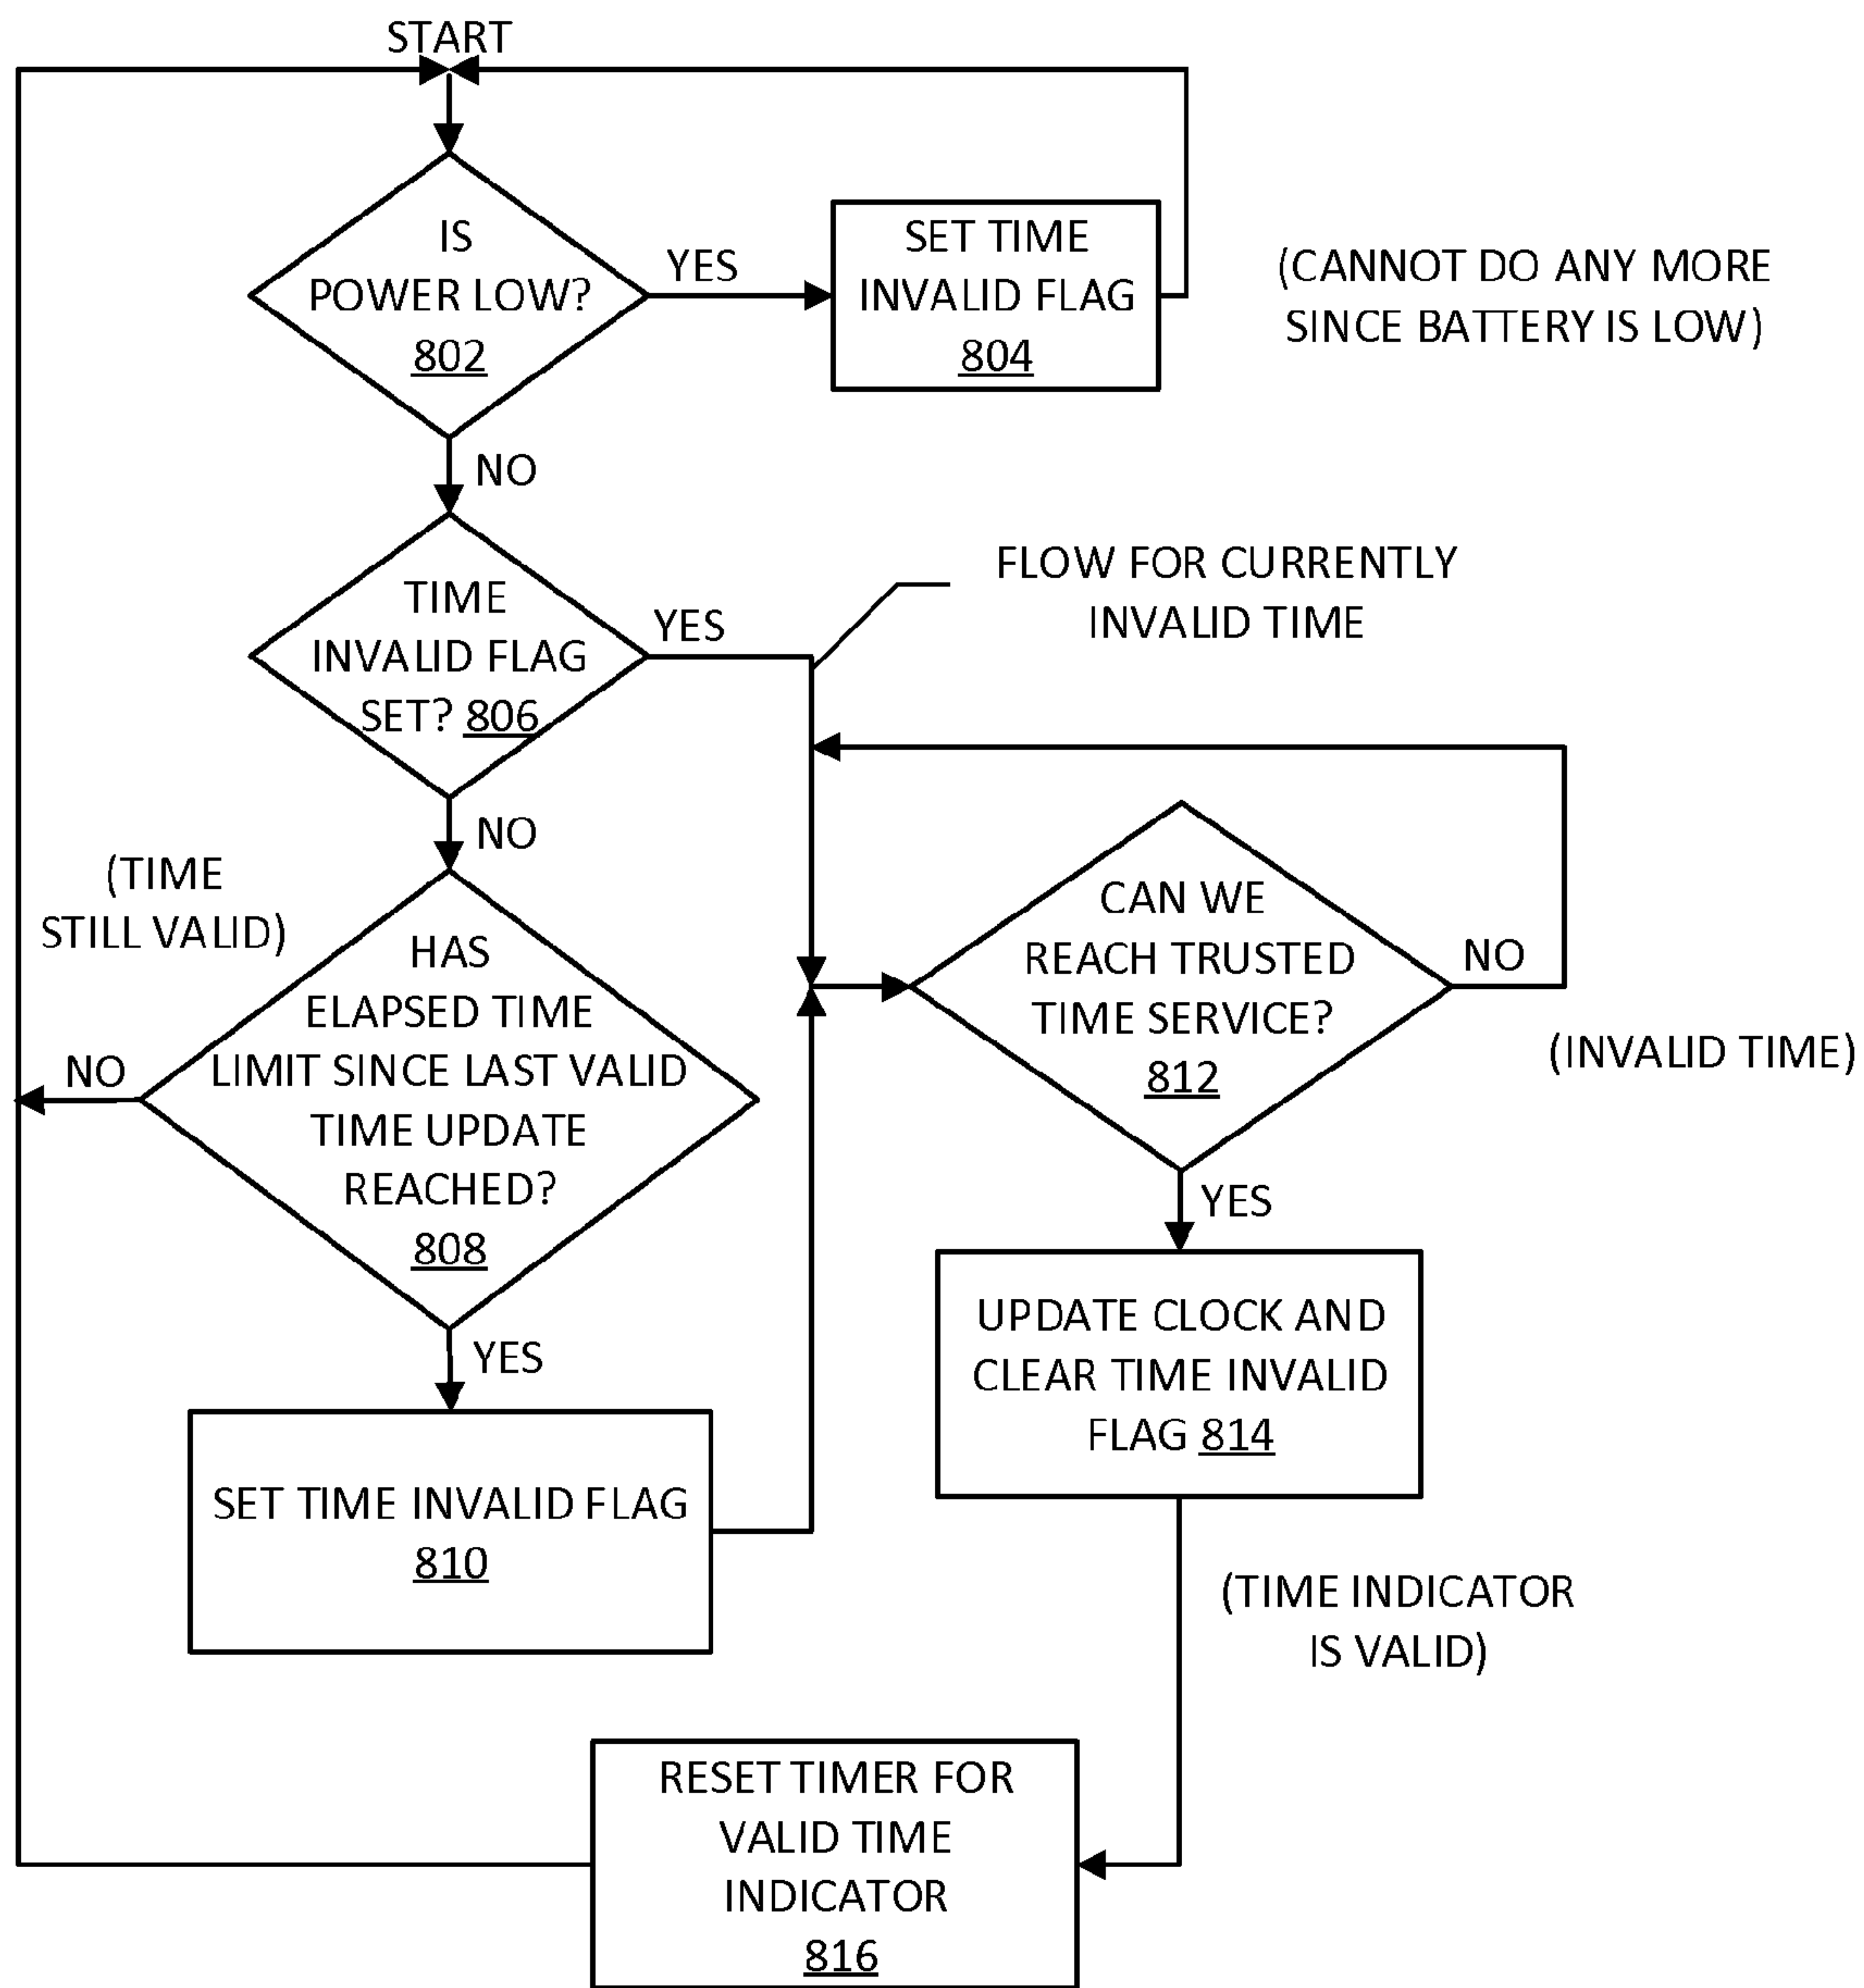 START
IS
POWER LOW?
802
YES
SET TIME
INVALID FLAG
804
(CANNOT DO ANY MORE
SINCE BATTERY IS LOW)
NO
TIME
INVALID FLAG
SET? 806
YES
FLOW FOR CURRENTLY
INVALID TIME
NO
(TIME
STILL VALID)
HAS
ELAPSED TIME
LIMIT SINCE LAST VALID
TIME UPDATE
REACHED?
808
NO
CAN WE
REACH TRUSTED
TIME SERVICE?
812
NO
(INVALID TIME)
YES
YES
SET TIME INVALID FLAG
810
UPDATE CLOCK AND
CLEAR TIME INVALID
FLAG 814
(TIME INDICATOR
IS VALID)
RESET TIMER FOR
VALID TIME
INDICATOR
816